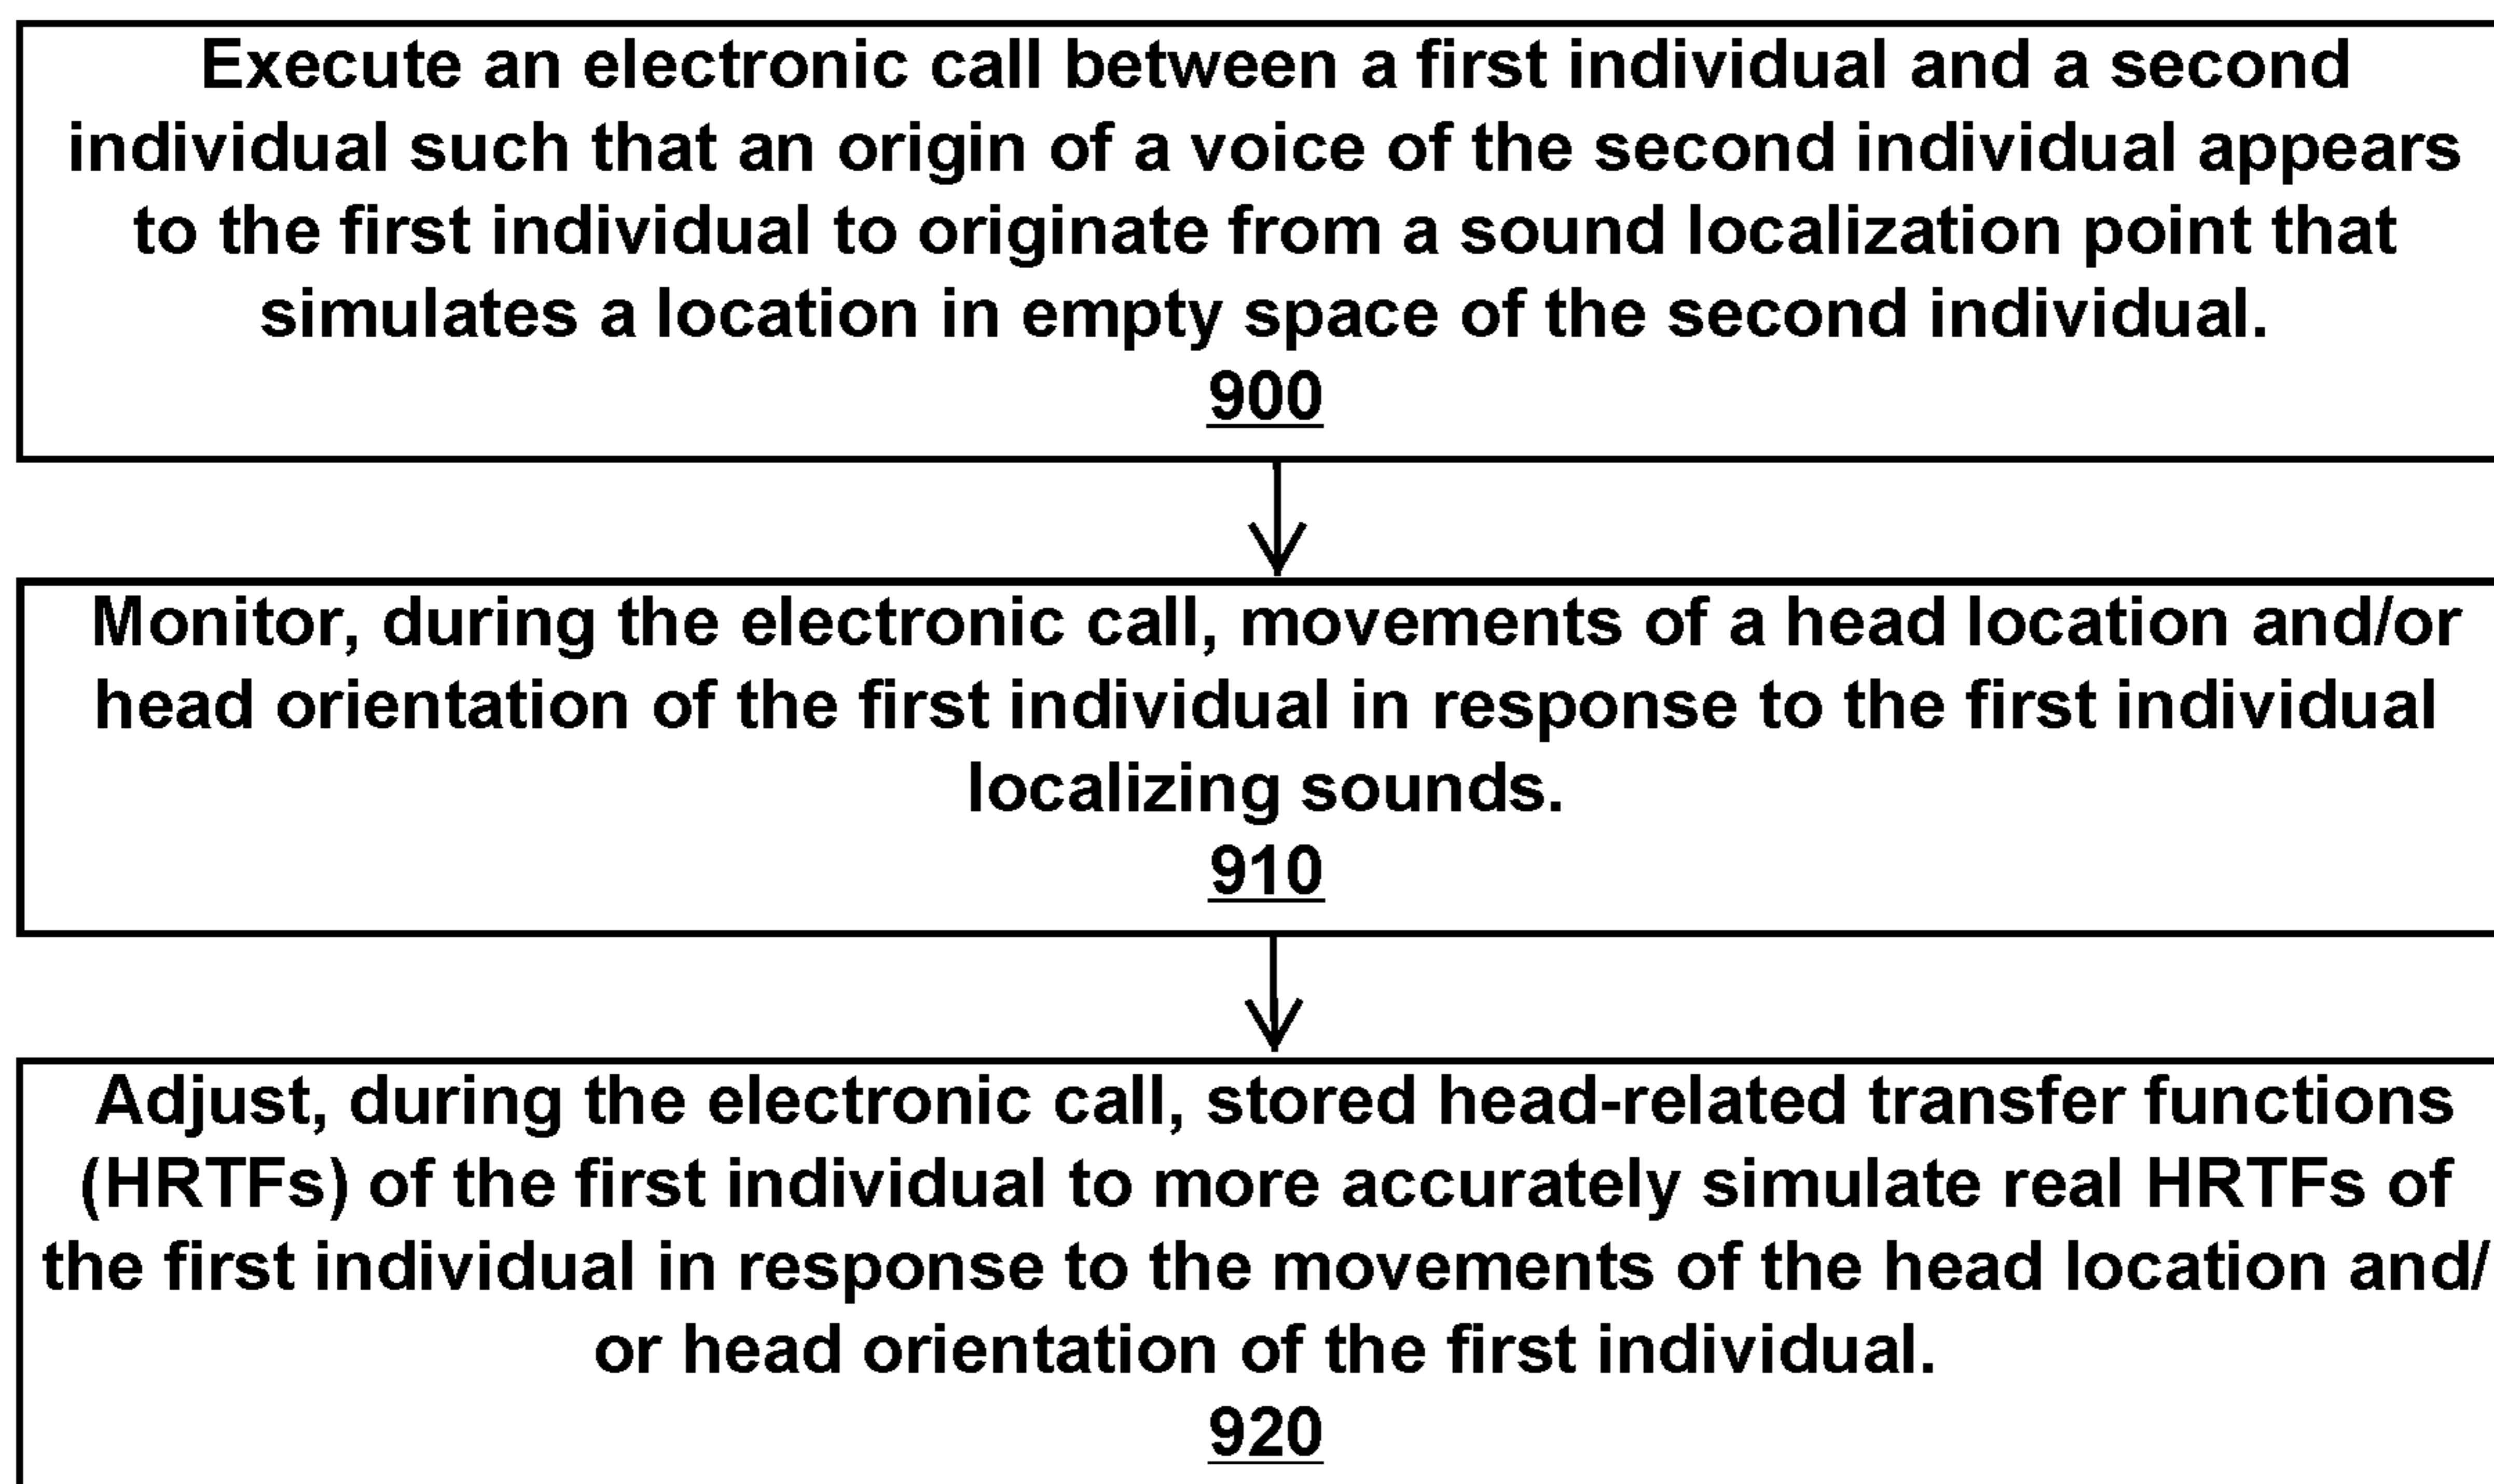 Execute an electronic call between a first individual and a second
individual such that an origin of a voice of the second individual appears
to the first individual to originate from a sound localization point that
simulates a location in empty space of the second individual.
900
Monitor, during the electronic call, movements of a head location and/or
head orientation of the first individual in response to the first individual
localizing sounds.
910
Adjust, during the electronic call, stored head-related transfer functions
(HRTFs) of the first individual to more accurately simulate real HRTFs of
the first individual in response to the movements of the head location and/
or head orientation of the first individual.
920